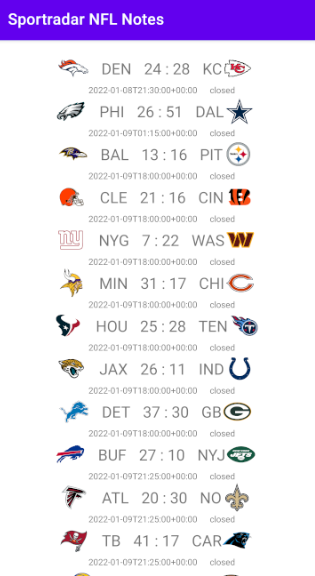 Sportradar NFL Notes
DEN 24 : 28 KC
2022-01-08T21:30:00+00:00 closed
PHI 26 : 51 DAL
2022-01-09T01:15:00+00:00 closed
BAL 13 : 16 PIT
2022-01-09T18:00:00+00:00 closed
CLE 21 : 16 CIN
2022-01-09T18:00:00+00:00 closed
NYG 7 : 22 WAS
2022-01-09T18:00:00+00:00 closed
MIN 31 : 17 CHI
2022-01-09T18:00:00+00:00 closed
HOU 25 : 28 TEN
2022-01-09T18:00:00+00:00 closed
JAX 26 : 11 IND
2022-01-09T18:00:00+00:00 closed
DET 37 : 30 GB
2022-01-09T18:00:00+00:00 closed
BUF 27 : 10 NYJ
2022-01-09T21:25:00+00:00 closed
ATL 20 : 30 NO
2022-01-09T21:25:00+00:00 closed
TB 41 : 17 CAR
2022-01-09T21:25:00+00:00 closed